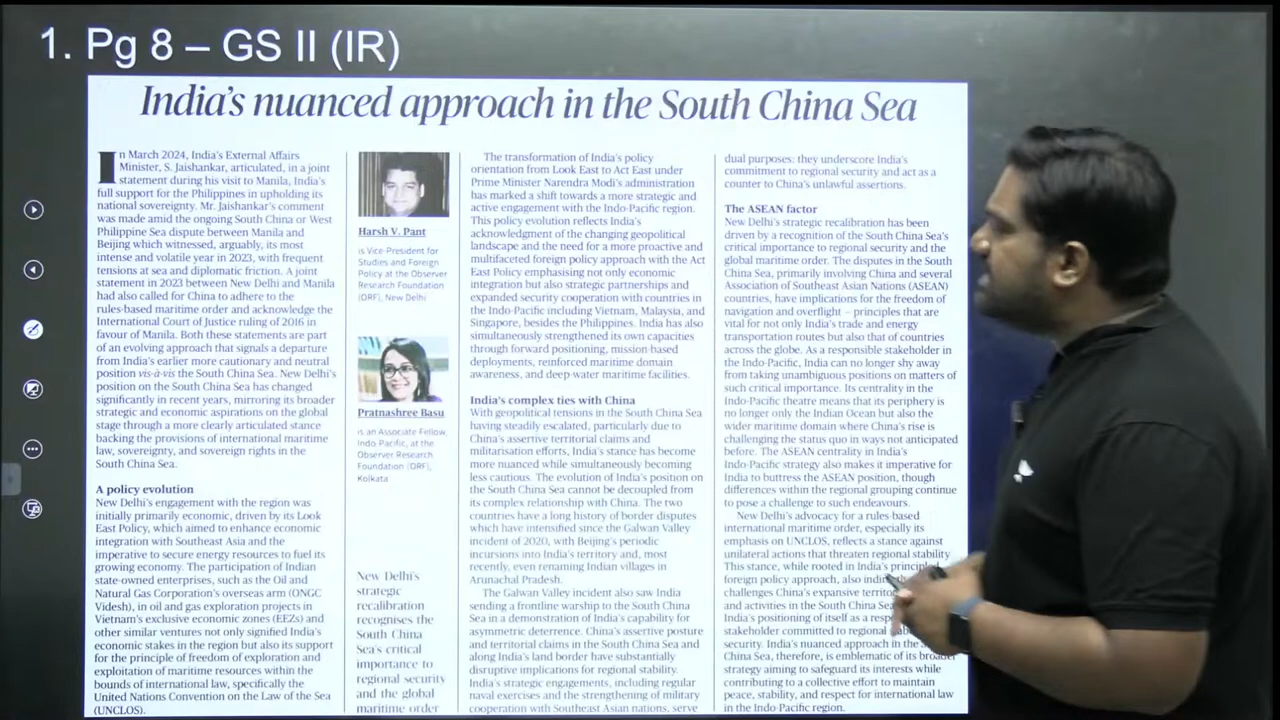 1. Pg 8 – GS II (IR)
India's nuanced approach in the South China Sea
In March 2024, India's External Affairs
Minister, S. Jaishankar, articulated, in a joint
statement during his visit to Manila, India's
full support for the Philippines in upholding its
national sovereignty. Mr. Jaishankar's comment
was made amid the ongoing South China or West
Philippine Sea dispute between Manila and
Beijing which witnessed, arguably, its most
intense and volatile year in 2023, with frequent
tensions at sea and diplomatic friction. A joint
statement in 2023 between New Delhi and Manila
had also called for China to adhere to the
rules-based maritime order and acknowledge the
International Court of Justice ruling of 2016 in
favour of Manila. Both these statements are part
of an evolving approach that signals a departure
from India's earlier more cautionary and neutral
position vis-à-vis the South China Sea. New Delhi's
position on the South China Sea has changed
significantly in recent years, mirroring its broader
strategic and economic aspirations on the global
stage through a more clearly articulated stance
backing the provisions of international maritime
law, sovereignty, and sovereign rights in the
South China Sea.
A policy evolution
New Delhi's engagement with the region was
initially primarily economic, driven by its Look
East Policy, which aimed to enhance economic
integration with Southeast Asia and the
imperative to secure energy resources to fuel its
growing economy. The participation of Indian
state-owned enterprises, such as the Oil and
Natural Gas Corporation's overseas arm (ONGC
Videsh), in oil and gas exploration projects in
Vietnam's exclusive economic zones (EEZs) and
other similar ventures not only signified India's
economic stakes in the region but also its support
for the principle of freedom of exploration and
exploitation of maritime resources within the
bounds of international law, specifically the
United Nations Convention on the Law of the Sea
(UNCLOS).
Harsh V. Pant
is Vice-President for
Studies and Foreign
Policy at the Observer
Research Foundation
(ORF), New Delhi
Pratnashree Basu
is an Associate Fellow,
Indo Pacific, at the
Observer Research
Foundation (ORF),
Kolkata
New Delhi's
strategic
recalibration
recognises the
South China
Sea's critical
importance to
regional security
and the global
maritime order
The transformation of India's policy
orientation from Look East to Act East under
Prime Minister Narendra Modi's administration
has marked a shift towards a more strategic and
active engagement with the Indo-Pacific region.
This policy evolution reflects India's
acknowledgment of the changing geopolitical
landscape and the need for a more proactive and
multifaceted foreign policy approach with the Act
East Policy emphasising not only economic
integration but also strategic partnerships and
expanded security cooperation with countries in
the Indo-Pacific including Vietnam, Malaysia, and
Singapore, besides the Philippines. India has also
simultaneously strengthened its own capacities
through forward positioning, mission-based
deployments, reinforced maritime domain
awareness, and deep-water maritime facilities.
India's complex ties with China
With geopolitical tensions in the South China Sea
having steadily escalated, particularly due to
China's assertive territorial claims and
militarisation efforts, India's stance has become
more nuanced while simultaneously becoming
less cautious. The evolution of India's position on
the South China Sea cannot be decoupled from
its complex relationship with China. The two
countries have a long history of border disputes
which have intensified since the Galwan Valley
incident of 2020, with Beijing's periodic
incursions into India's territory and, most
recently, even renaming Indian villages in
Arunachal Pradesh.
The Galwan Valley incident also saw India
sending a frontline warship to the South China
Sea in a demonstration of India's capability for
asymmetric deterrence. China's assertive posture
and territorial claims in the South China Sea and
along India's land border have substantially
disruptive implications for regional stability.
India's strategic engagements, including regular
naval exercises and the strengthening of military
cooperation with Southeast Asian nations, serve
dual purposes: they underscore India's
commitment to regional security and act as a
counter to China's unlawful assertions.
The ASEAN factor
New Delhi's strategic recalibration has been
driven by a recognition of the South China Sea's
critical importance to regional security and the
global maritime order. The disputes in the South
China Sea, primarily involving China and several
Association of Southeast Asian Nations (ASEAN)
countries, have implications for the freedom of
navigation and overflight – principles that are
vital for not only India's trade and energy
transportation routes but also that of countries
across the globe. As a responsible stakeholder in
the Indo-Pacific, India can no longer shy away
from taking unambiguous positions on matters of
such critical importance. Its centrality in the
Indo-Pacific theatre means that its periphery is
no longer only the Indian Ocean but also the
wider maritime domain where China's rise is
challenging the status quo in ways not anticipated
before. The ASEAN centrality in India's
Indo-Pacific strategy also makes it imperative for
India to buttress the ASEAN position, though
differences within the regional grouping continue
to pose a challenge to such endeavours.
New Delhi's advocacy for a rules-based
international maritime order, especially its
emphasis on UNCLOS, reflects a stance against
unilateral actions that threaten regional stability
This stance, while rooted in India's principled
foreign policy approach, also
challenges China's expansive
and activities in the South China Sea
India's positioning of itself as a
stakeholder committed to regional
security. India's nuanced approach in the
China Sea, therefore, is emblematic of its broader
strategy aiming to safeguard its interests while
contributing to a collective effort to maintain
peace, stability, and respect for international law
in the Indo-Pacific region.